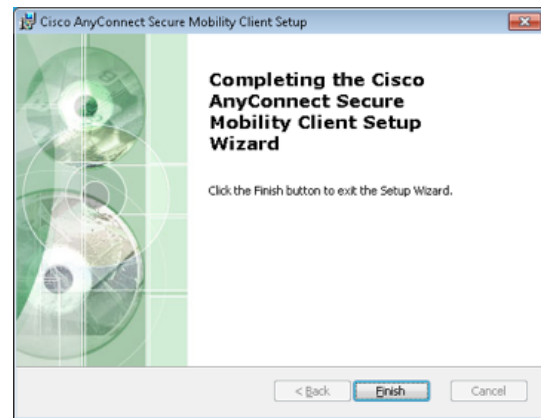 Cisco AnyConnect Secure Mobility Client Setup
Completing the Cisco
AnyConnect Secure
Mobility Client Setup
Wizard
Click the Finish button to exit the Setup Wizard.
< Back Finish Cancel